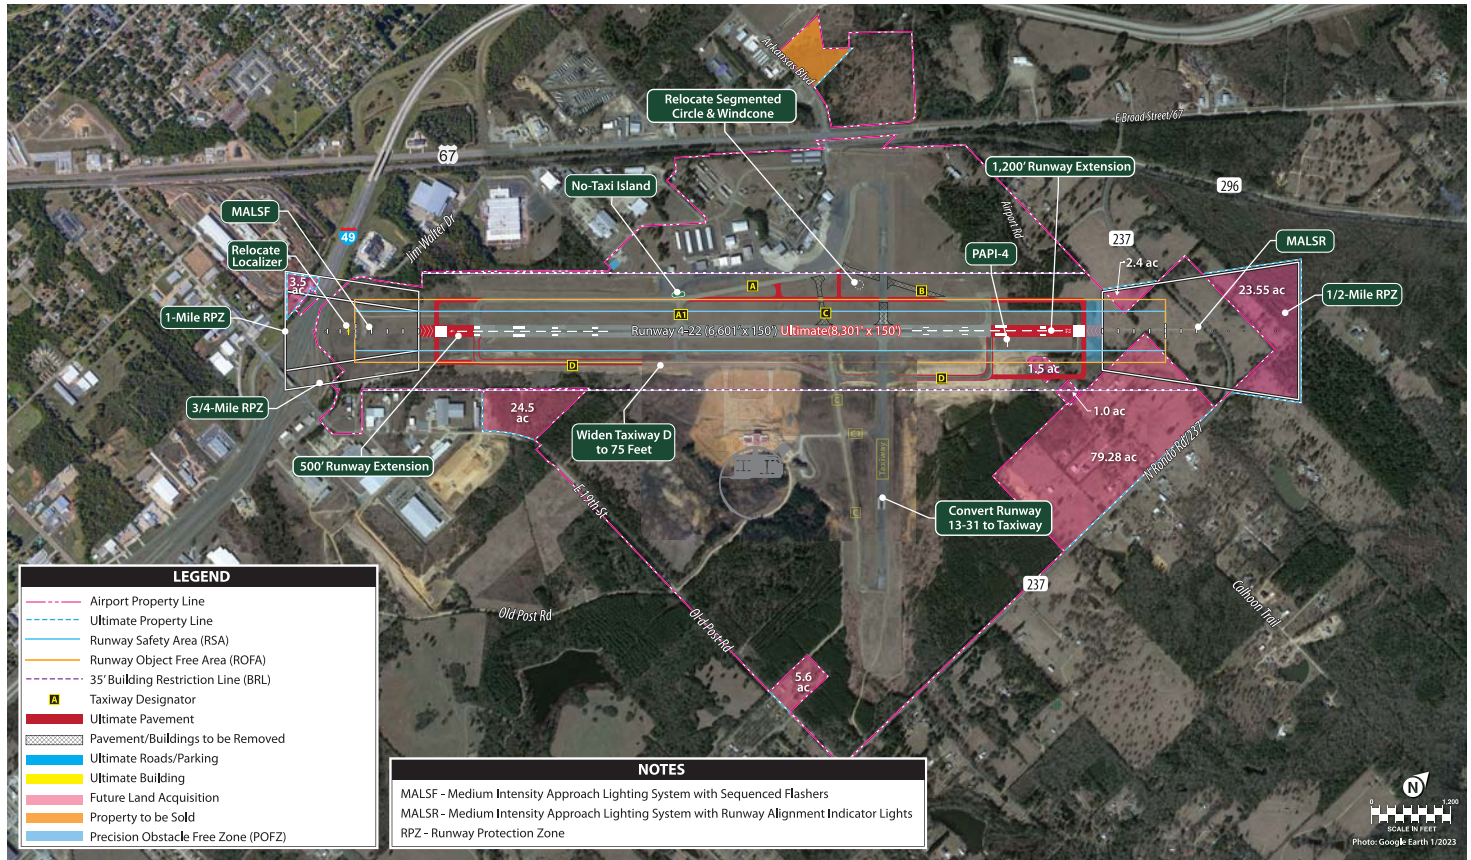 Arkansas Blvd
Relocate Segmented
Circle & Windcone
E Broad Street/67
67
1,200' Runway Extension
296
No-Taxi Island
MALSF
Airport Rd
Jim Walter Dr
49
237
MALSR
Relocate
Localizer
PAPI-4
2.4 ac
3.5
ac
23.55 ac
1/2-Mile RPZ
A
B
1-Mile RPZ
A1
C
Runway 4-22 (6,601' x 150') Ultimate(8,301' x 150')
22
D
D
1.5 ac
3/4-Mile RPZ
24.5
ac
C
1.0 ac
Widen Taxiway D
to 75 Feet
500' Runway Extension
Taxiway
79.28 ac
N Rondo Rd/237
E 19th St
C
Convert Runway
13-31 to Taxiway
237
Calhoon Trail
Old Post Rd
Old Post Rd
5.6
ac
LEGEND
Airport Property Line
Ultimate Property Line
Runway Safety Area (RSA)
Runway Object Free Area (ROFA)
35' Building Restriction Line (BRL)
A Taxiway Designator
Ultimate Pavement
Pavement/Buildings to be Removed
Ultimate Roads/Parking
Ultimate Building
Future Land Acquisition
Property to be Sold
Precision Obstacle Free Zone (POFZ)
NOTES
MALSF - Medium Intensity Approach Lighting System with Sequenced Flashers
MALSR - Medium Intensity Approach Lighting System with Runway Alignment Indicator Lights
RPZ - Runway Protection Zone
N
0 1,200
SCALE IN FEET
Photo: Google Earth 1/2023